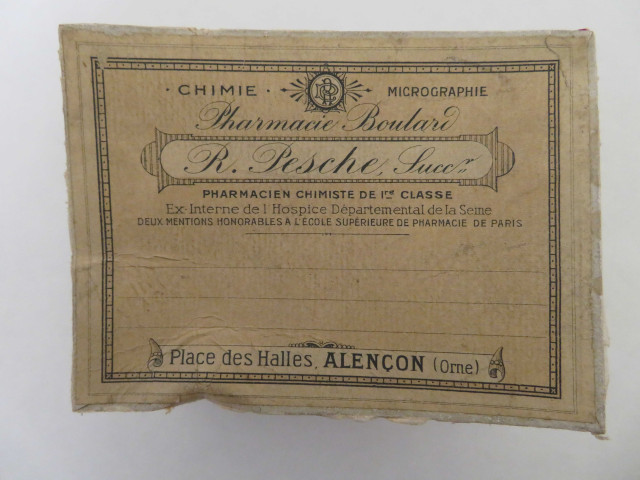 · CHIMIE · MICROGRAPHIE
Pharmacie Boulard
R. Pesche, Succr.
PHARMACIEN CHIMISTE DE 1re CLASSE
Ex-Interne de l'Hospice Départemental de la Seine
DEUX MENTIONS HONORABLES A L'ÉCOLE SUPÉRIEURE DE PHARMACIE DE PARIS
Place des Halles, ALENÇON (Orne)